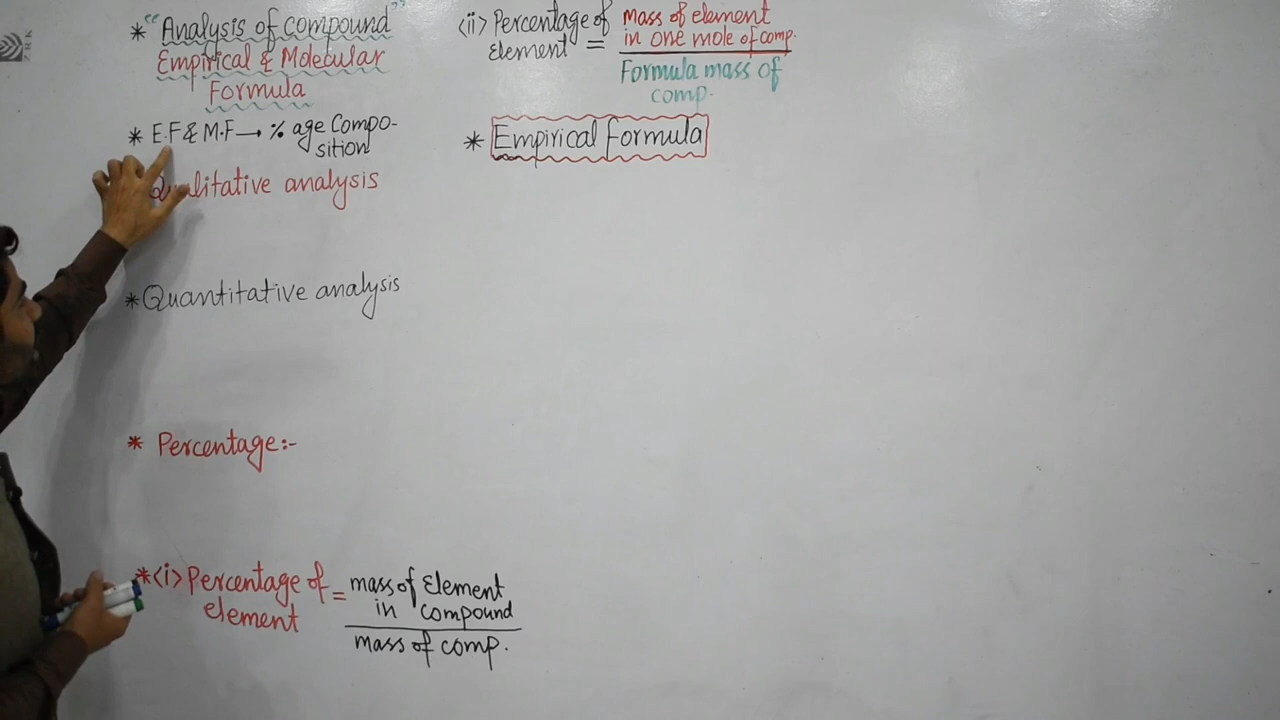 * "Analysis of compound"
Empirical & Molecular
Formula
* E.F & M.F → % age Compo-
sition
Qualitative analysis
* Quantitative analysis
* Percentage:-
* <i> Percentage of element = mass of Element in compound
mass of comp.
<ii> Percentage of Element = Mass of element in one mole of comp.
Formula mass of comp.
* Empirical Formula